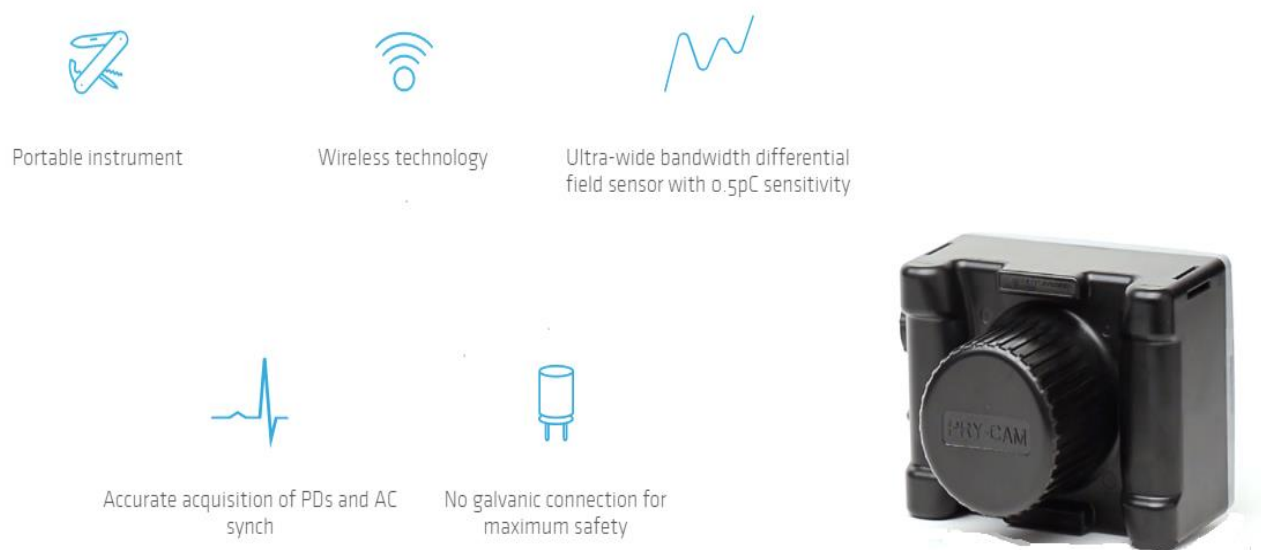 Portable instrument
Wireless technology
Ultra-wide bandwidth differential
field sensor with 0.5pC sensitivity
Accurate acquisition of PDs and AC
synch
No galvanic connection for
maximum safety
PRY-CAM